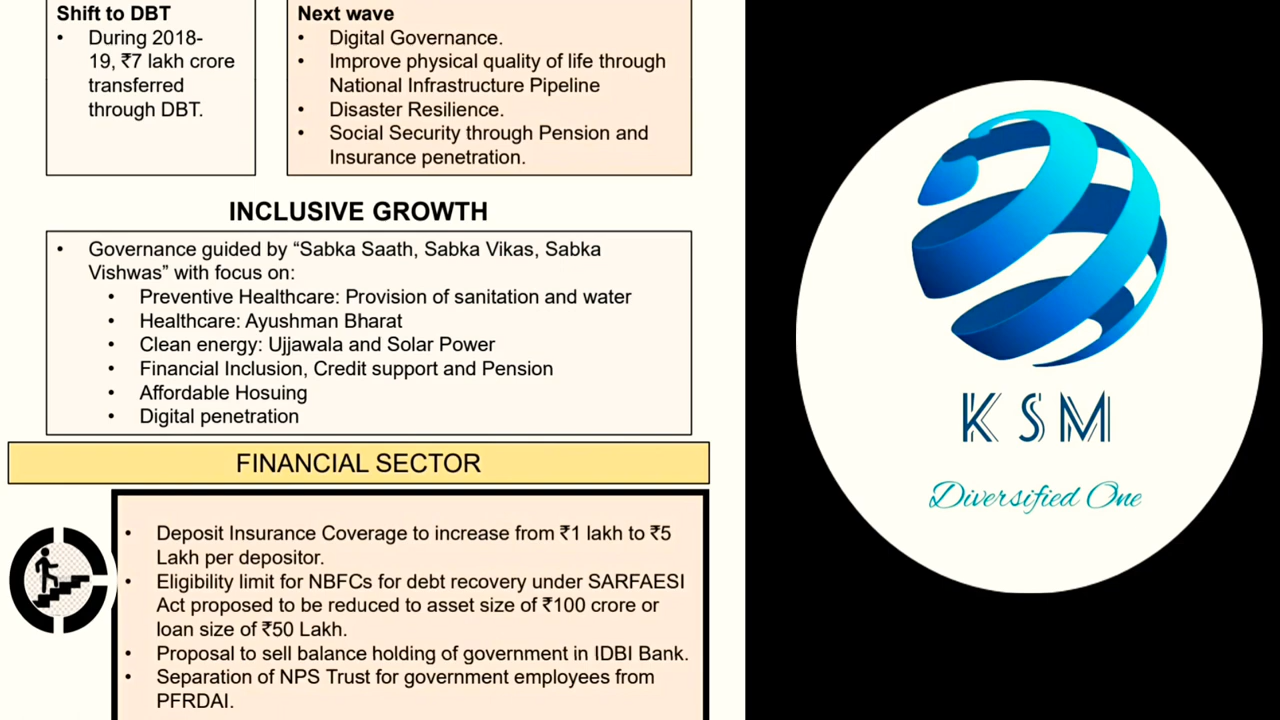 Shift to DBT
• During 2018-
19, ₹7 lakh crore
transferred
through DBT.
Next wave
• Digital Governance.
• Improve physical quality of life through
National Infrastructure Pipeline
• Disaster Resilience.
• Social Security through Pension and
Insurance penetration.
INCLUSIVE GROWTH
• Governance guided by “Sabka Saath, Sabka Vikas, Sabka
Vishwas” with focus on:
• Preventive Healthcare: Provision of sanitation and water
• Healthcare: Ayushman Bharat
• Clean energy: Ujjawala and Solar Power
• Financial Inclusion, Credit support and Pension
• Affordable Hosuing
• Digital penetration
FINANCIAL SECTOR
• Deposit Insurance Coverage to increase from ₹1 lakh to ₹5
Lakh per depositor.
• Eligibility limit for NBFCs for debt recovery under SARFAESI
Act proposed to be reduced to asset size of ₹100 crore or
loan size of ₹50 Lakh.
• Proposal to sell balance holding of government in IDBI Bank.
• Separation of NPS Trust for government employees from
PFRDAI.
KSM
Diversified One